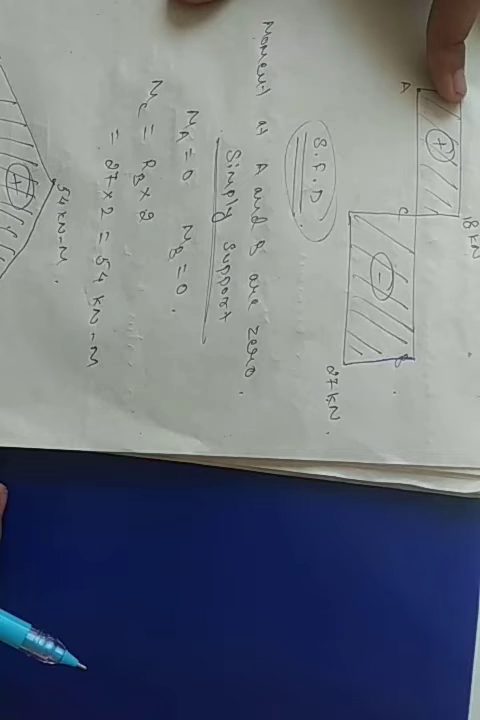 A
+
18 kN
C
-
B
27 kN.
S.F.D
Moment at A and B are zero.
Simply Support
MA = 0 MB = 0.
Mc = RB × 2
= 27 × 2 = 54 kN-M
54 kN-M.
+